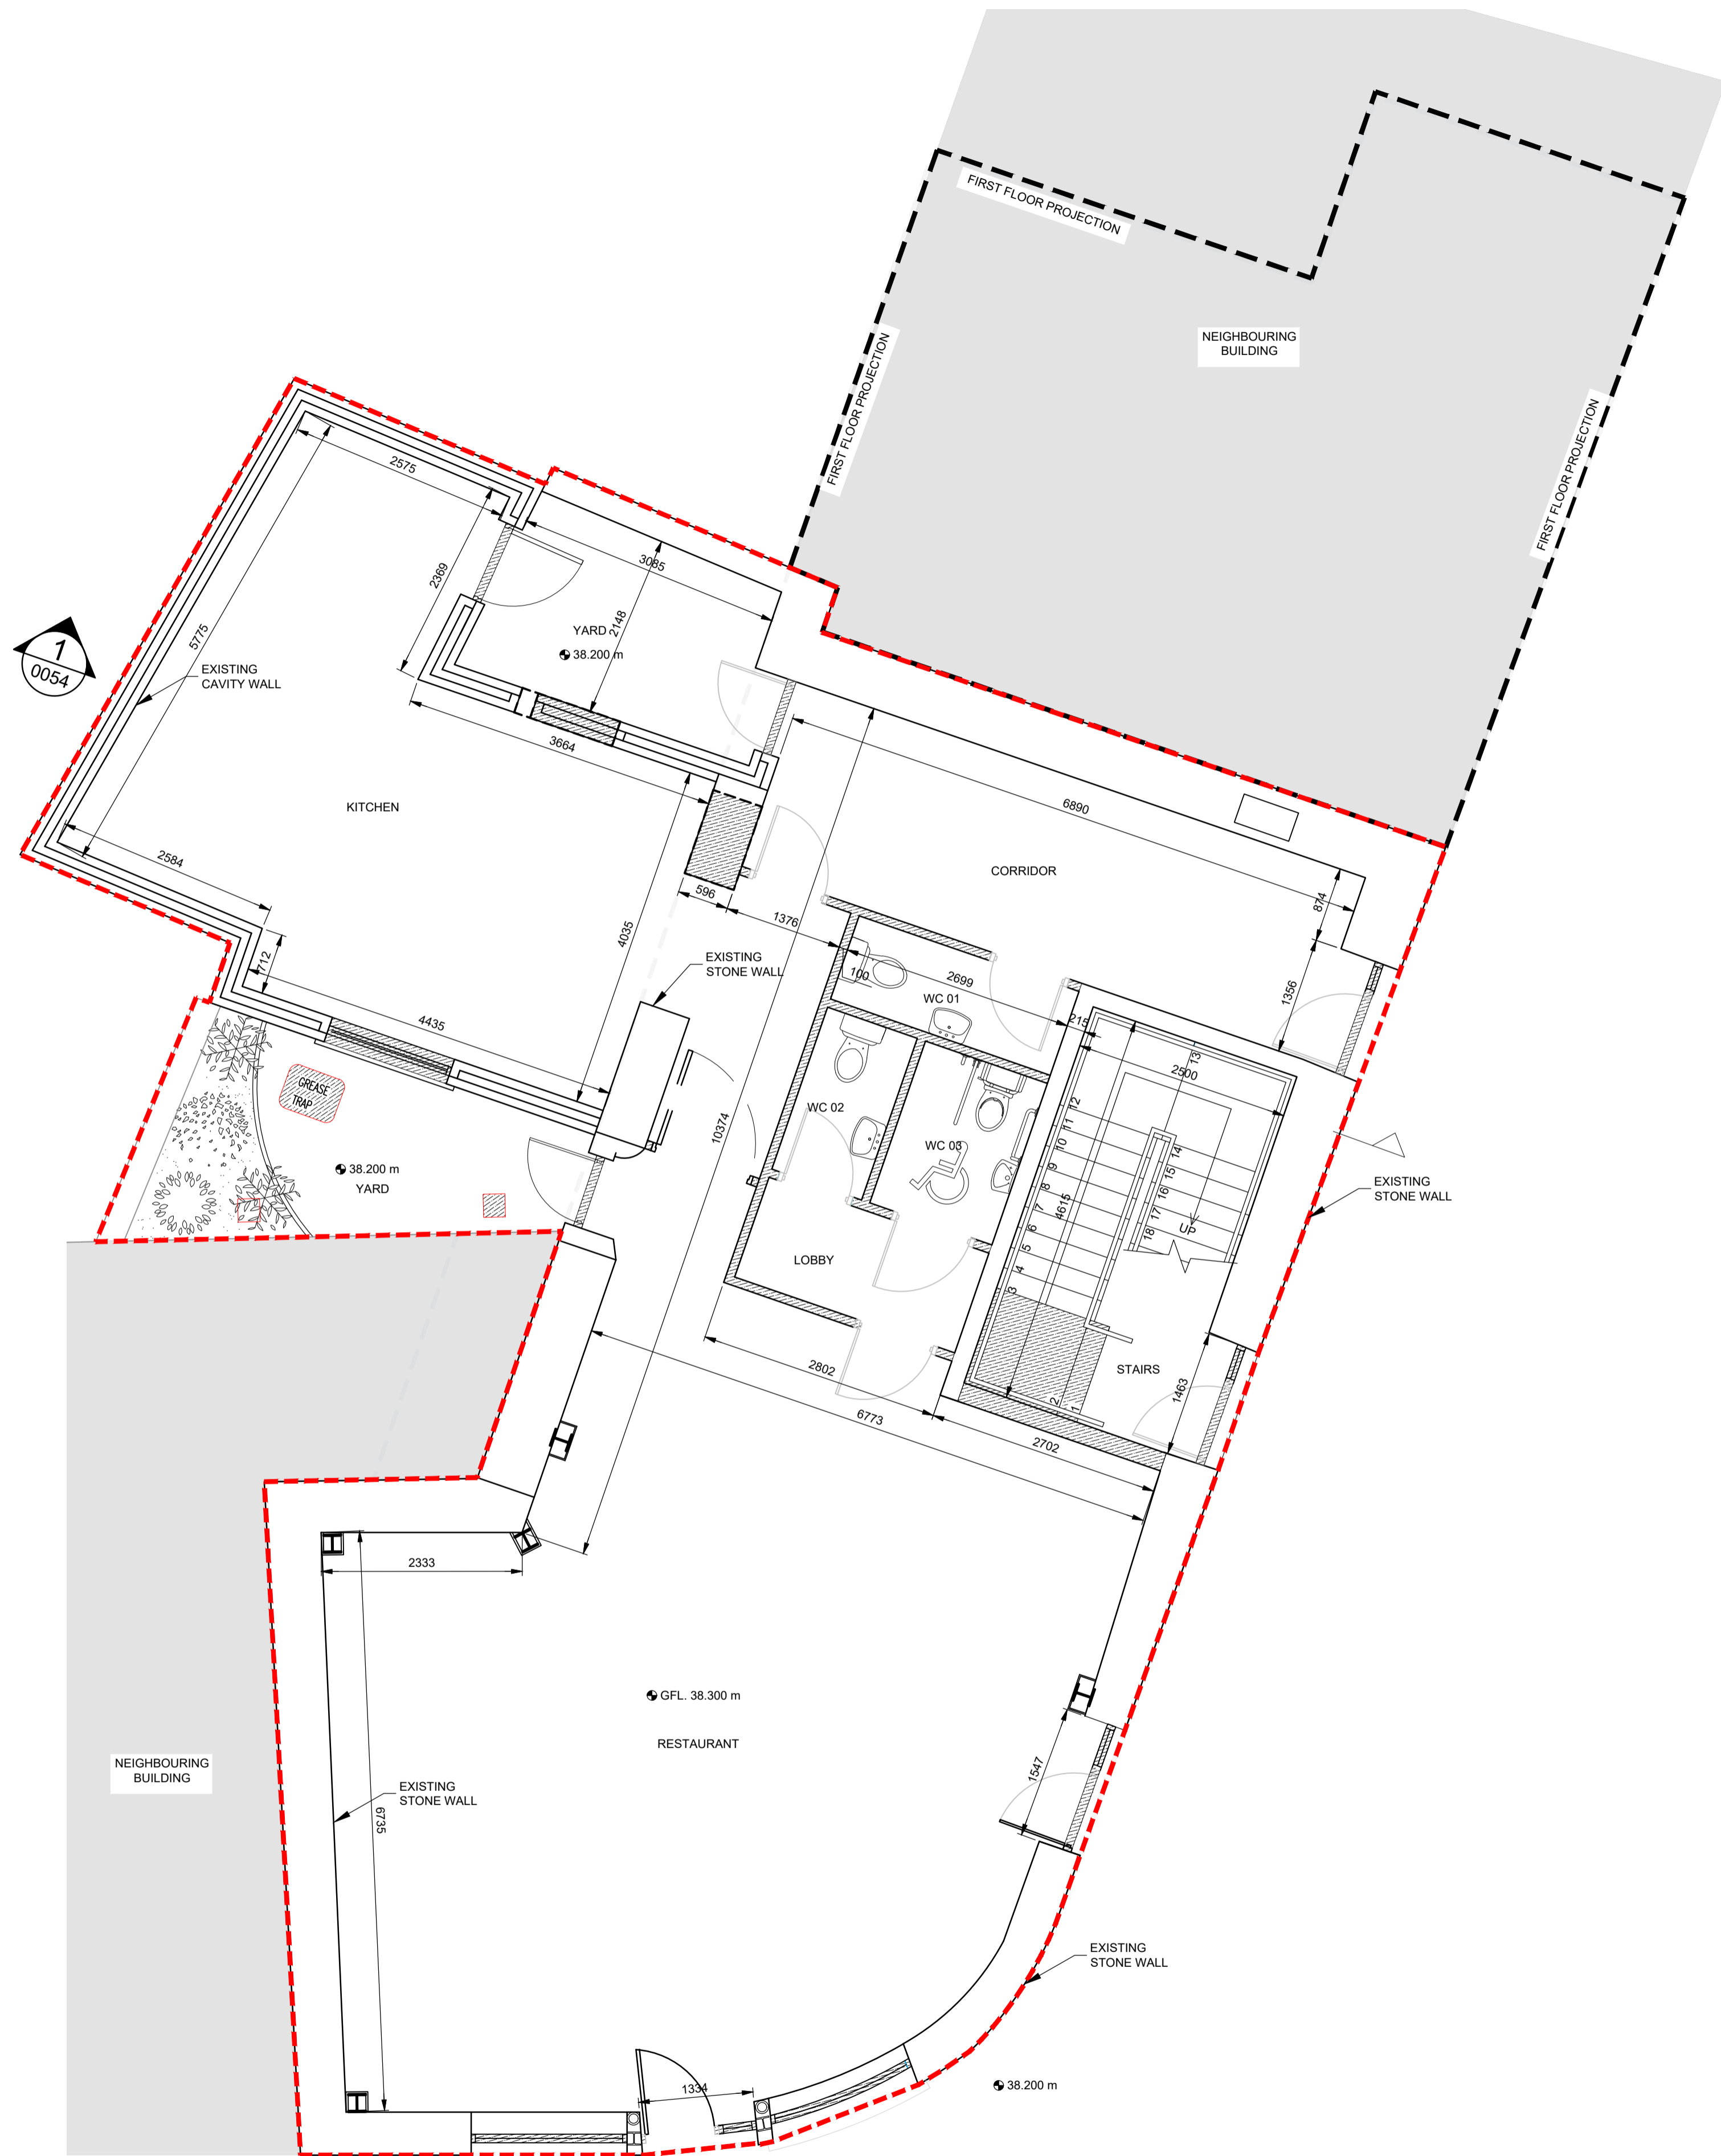 FIRST FLOOR PROJECTION
FIRST FLOOR PROJECTION
FIRST FLOOR PROJECTION
NEIGHBOURING
BUILDING
2575
2369
3085
2148
YARD
38.200 m
5775
1
0054
EXISTING
CAVITY WALL
3664
KITCHEN
6890
CORRIDOR
874
2584
596
1376
4035
712
EXISTING
STONE WALL
100
2699
WC 01
1356
4435
215
13
2500
GREASE
TRAP
WC 02
10374
WC 03
12
11
10
9
8
7
6
5
4
3
4615
14
15
16
17
18
UP
38.200 m
YARD
EXISTING
STONE WALL
LOBBY
2802
STAIRS
1463
2
1
6773
2702
2333
GFL. 38.300 m
RESTAURANT
NEIGHBOURING
BUILDING
EXISTING
STONE WALL
6735
1547
EXISTING
STONE WALL
1334
38.200 m